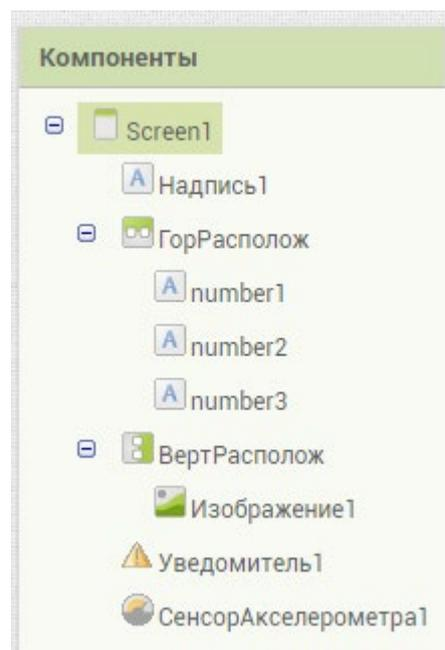 Компоненты
Screen1
A Надпись1
ГорРасполож
A number1
A number2
A number3
ВертРасполож
Изображение1
Уведомитель1
СенсорАкселерометра1